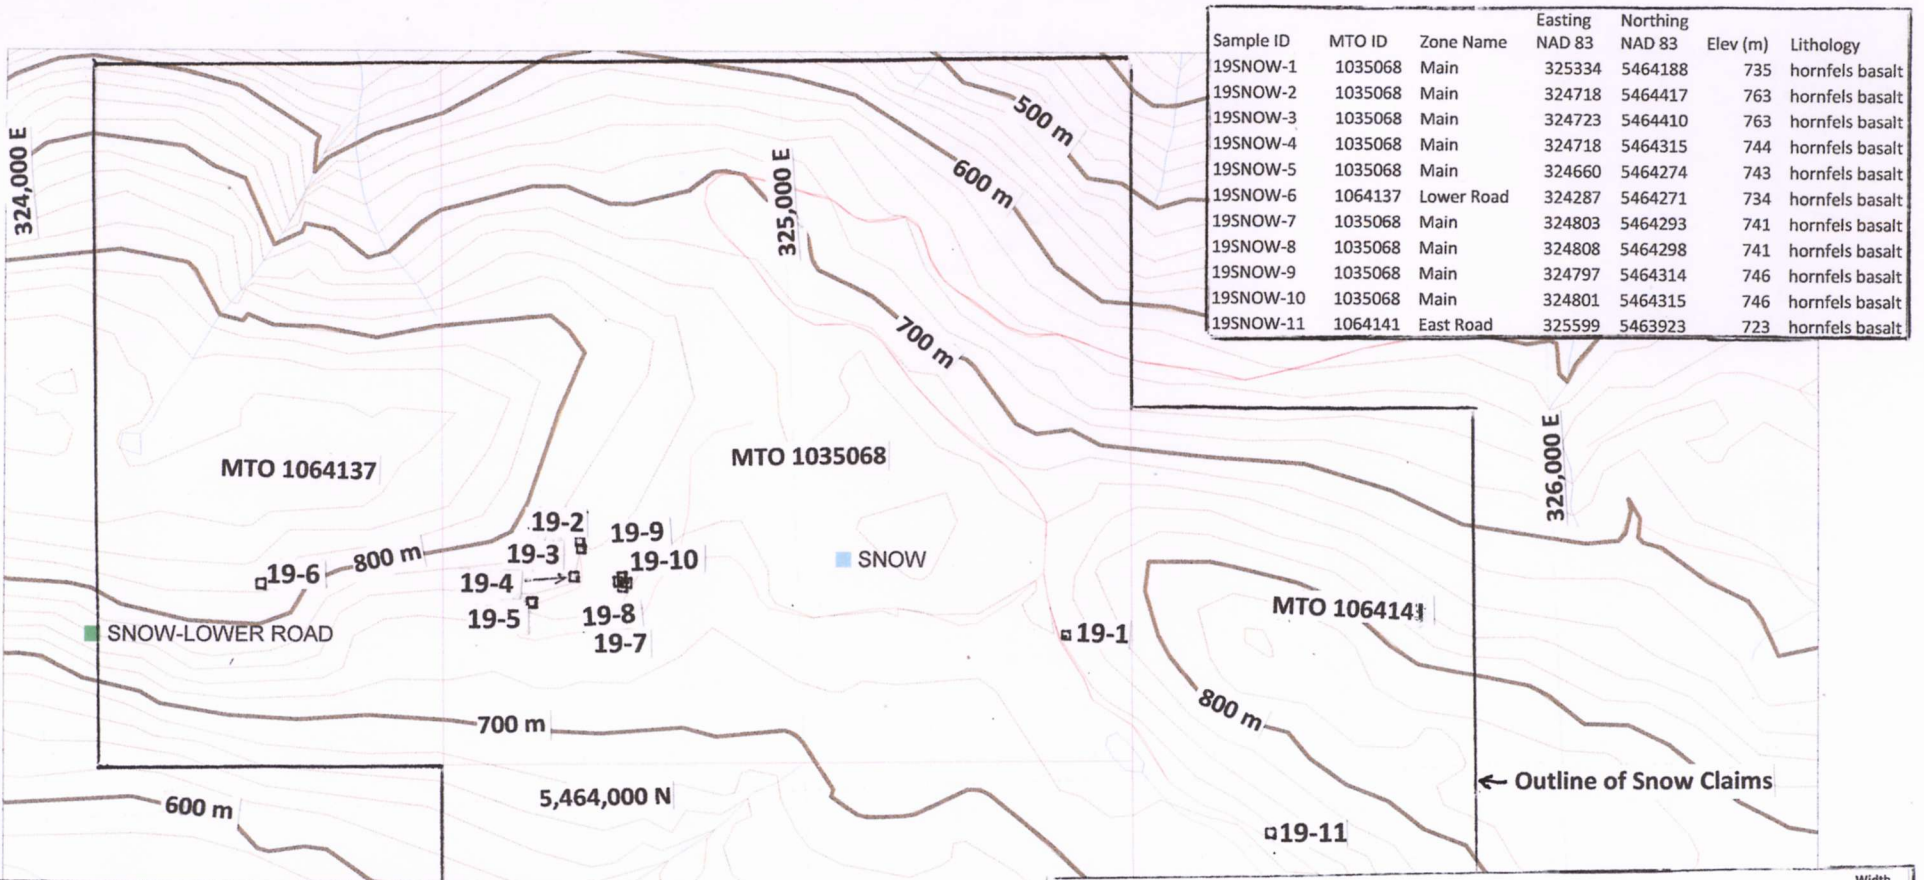 Easting Northing
Sample ID MTO ID Zone Name NAD 83 NAD 83 Elev (m) Lithology
19SNOW-1 1035068 Main 325334 5464188 735 hornfels basalt
19SNOW-2 1035068 Main 324718 5464417 763 hornfels basalt
19SNOW-3 1035068 Main 324723 5464410 763 hornfels basalt
19SNOW-4 1035068 Main 324718 5464315 744 hornfels basalt
19SNOW-5 1035068 Main 324660 5464274 743 hornfels basalt
19SNOW-6 1064137 Lower Road 324287 5464271 734 hornfels basalt
19SNOW-7 1035068 Main 324803 5464293 741 hornfels basalt
19SNOW-8 1035068 Main 324808 5464298 741 hornfels basalt
19SNOW-9 1035068 Main 324797 5464314 746 hornfels basalt
19SNOW-10 1035068 Main 324801 5464315 746 hornfels basalt
19SNOW-11 1064141 East Road 325599 5463923 723 hornfels basalt
500 m
324,000 E
600 m
325,000 E
700 m
326,000 E
MTO 1064137
MTO 1035068
19-2
19-9
19-3
800 m
19-10
SNOW
19-6
19-4
MTO 1064141
19-5
19-8
SNOW-LOWER ROAD
19-1
19-7
800 m
700 m
Outline of Snow Claims
5,464,000 N
600 m
19-11
Width